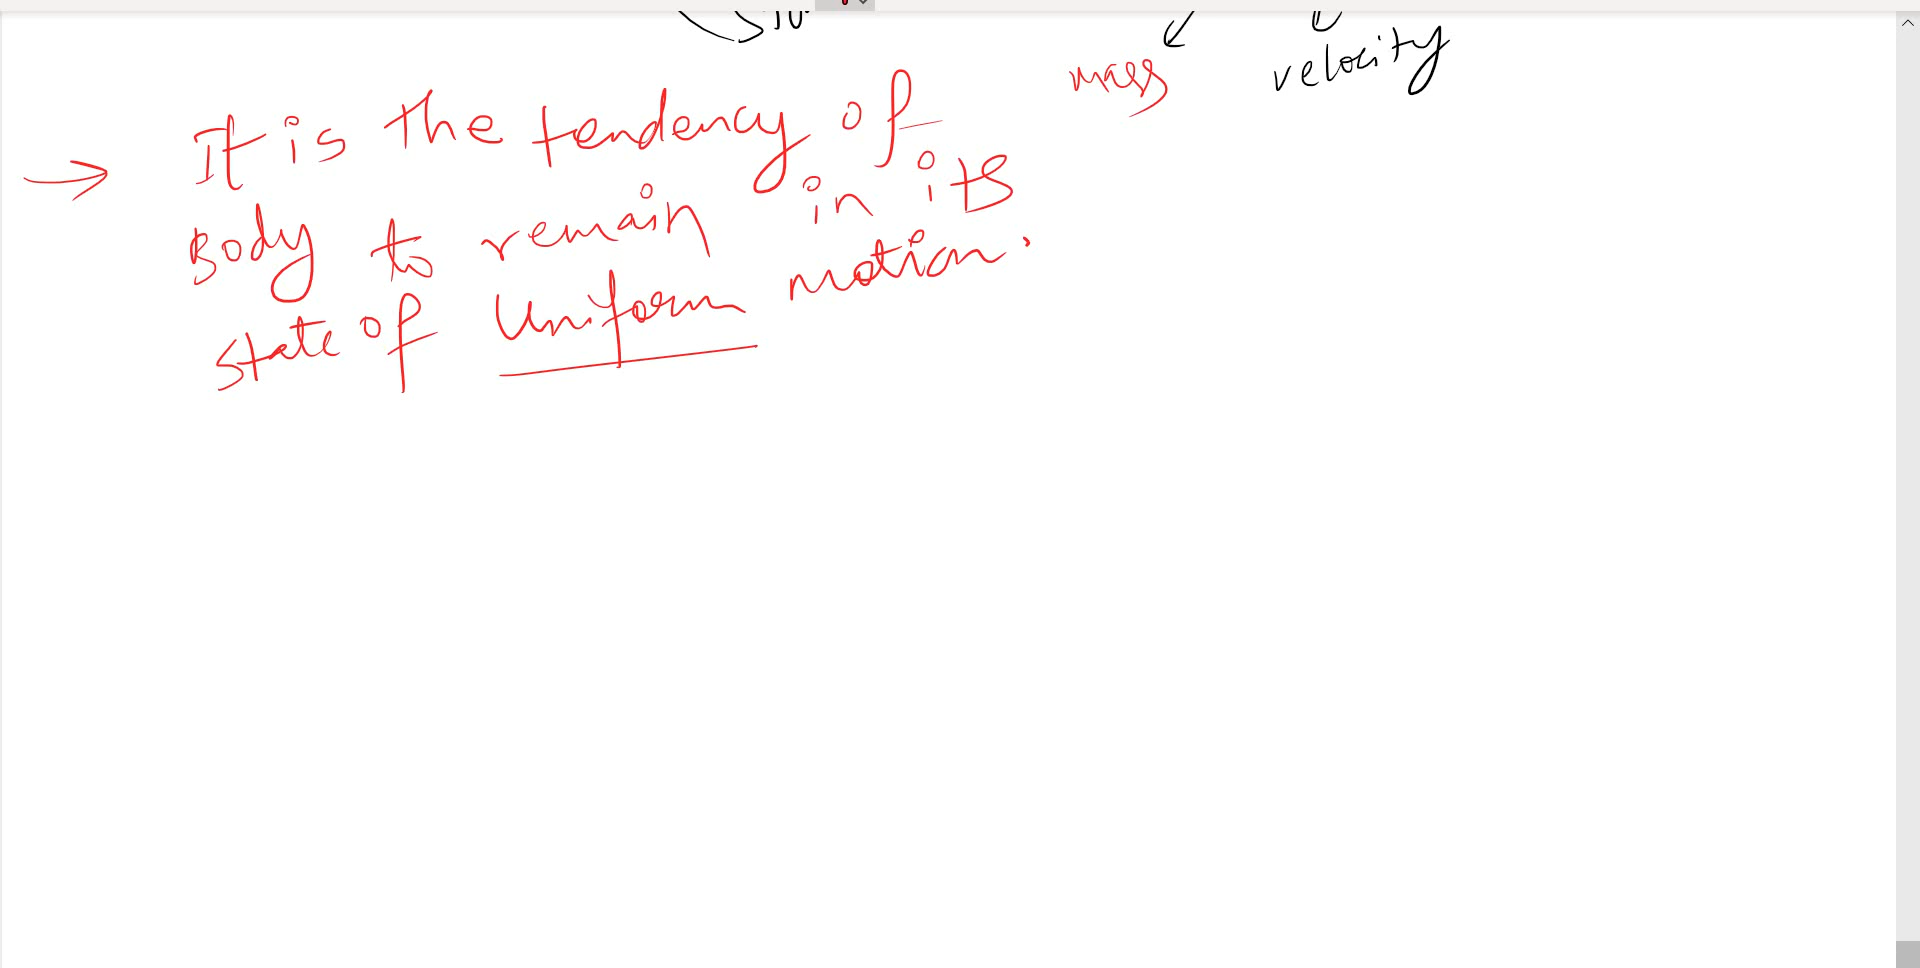 mass velocity
It is the tendency of
Body to remain in its
state of Uniform motion.